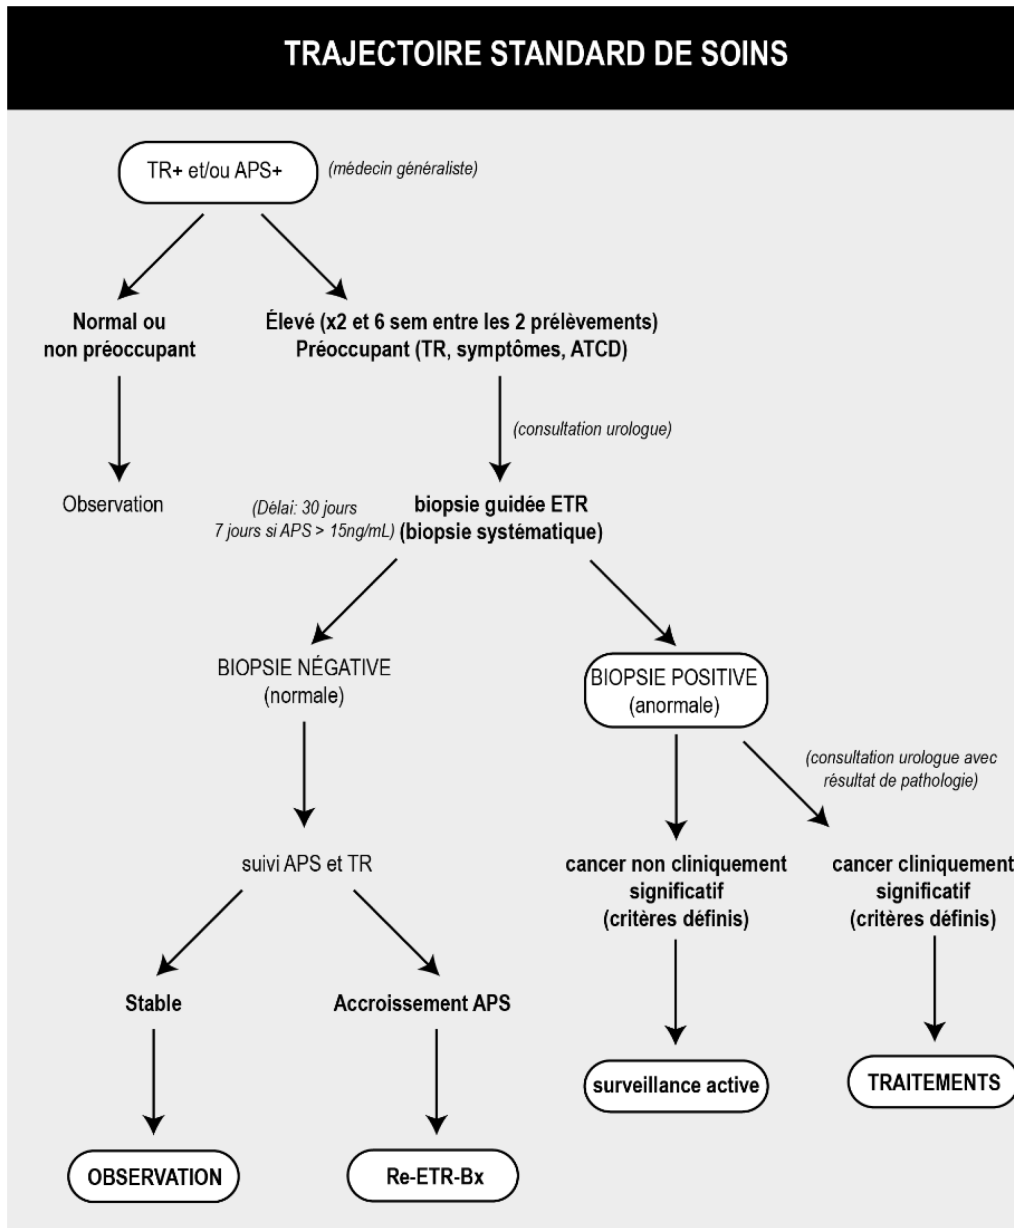 TRAJECTOIRE STANDARD DE SOINS
TR+ et/ou APS+
(médecin généraliste)
Normal ou
non préoccupant
Élevé (x2 et 6 sem entre les 2 prélèvements)
Préoccupant (TR, symptômes, ATCD)
(consultation urologue)
Observation
(Délai: 30 jours
7 jours si APS > 15ng/mL)
biopsie guidée ETR
(biopsie systématique)
BIOPSIE NÉGATIVE
(normale)
BIOPSIE POSITIVE
(anormale)
(consultation urologue avec
résultat de pathologie)
suivi APS et TR
cancer non cliniquement
significatif
(critères définis)
cancer cliniquement
significatif
(critères définis)
Stable
Accroissement APS
surveillance active
TRAITEMENTS
OBSERVATION
Re-ETR-Bx